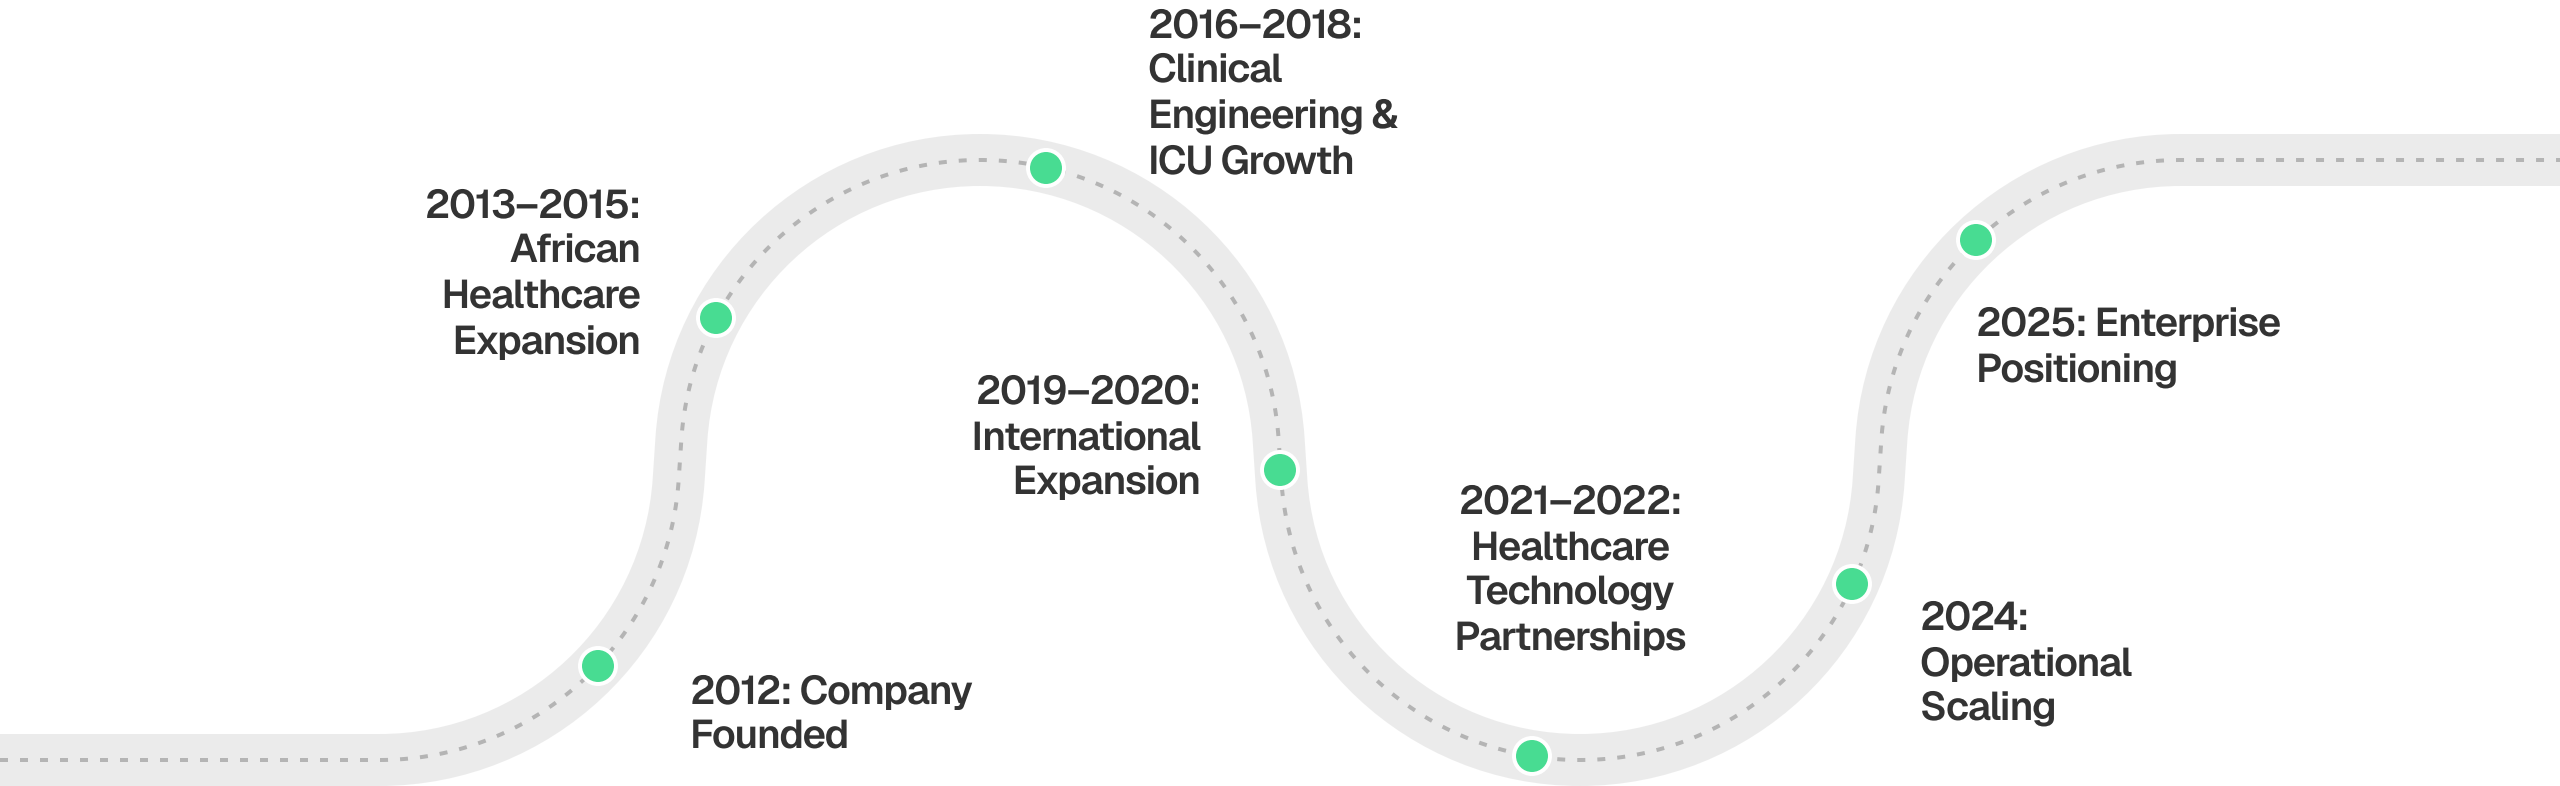 2012: Company
Founded
2013–2015:
African
Healthcare
Expansion
2016–2018:
Clinical
Engineering &
ICU Growth
2019–2020:
International
Expansion
2021–2022:
Healthcare
Technology
Partnerships
2024:
Operational
Scaling
2025: Enterprise
Positioning